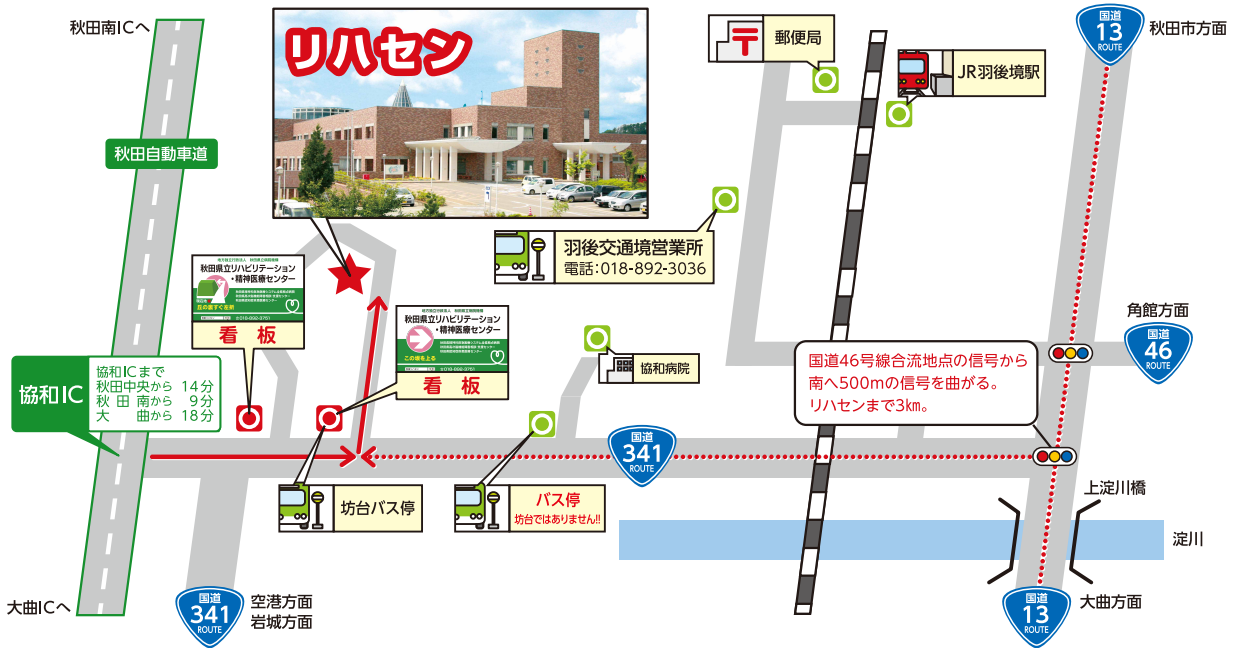 秋田南ICへ
リハセン
郵便局
JR羽後境駅
国道
13
ROUTE
秋田市方面
秋田自動車道
羽後交通境営業所
電話:018-892-3036
秋田県立リハビリテーション
・精神医療センター
丘の上すぐ左折
看 板
秋田県立リハビリテーション
・精神医療センター
この坂を上る
看 板
協和病院
角館方面
国道
46
ROUTE
国道46号線合流地点の信号から
南へ500mの信号を曲がる。
リハセンまで3㎞。
協和IC
協和ICまで
秋田中央から 14分
秋田南から 9分
大曲から 18分
国道
341
ROUTE
坊台バス停
バス停
坊台ではありません!!
上淀川橋
淀川
大曲ICへ
国道
341
ROUTE
空港方面
岩城方面
国道
13
ROUTE
大曲方面